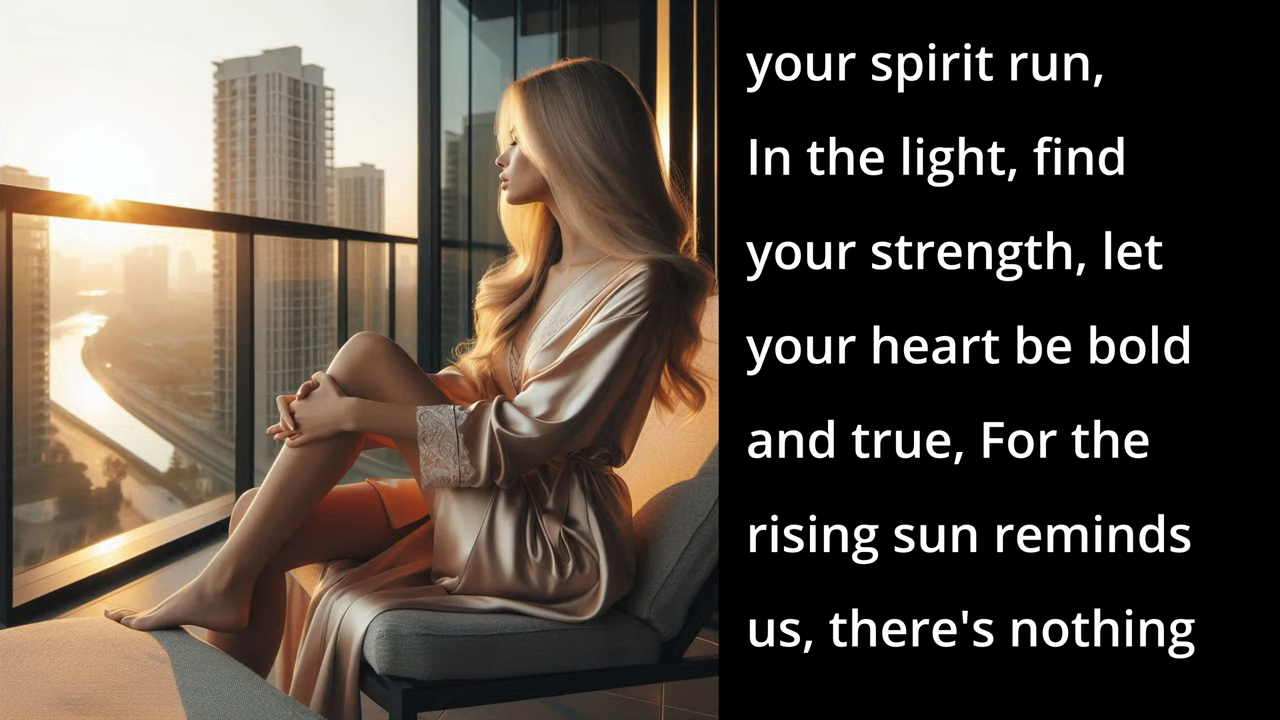 your spirit run,
In the light, find
your strength, let
your heart be bold
and true, For the
rising sun reminds
us, there's nothing